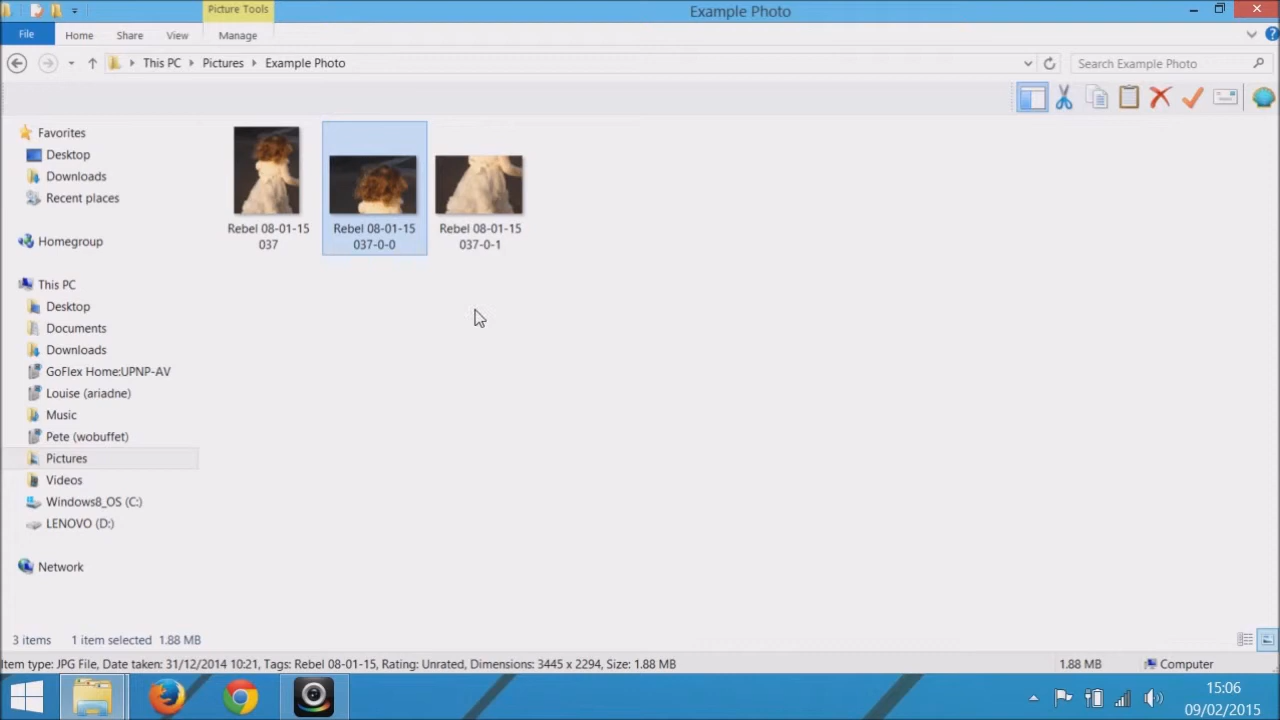 Picture Tools
Example Photo
File
Home
Share
View
Manage
This PC
Pictures
Example Photo
Search Example Photo
Favorites
Desktop
Downloads
Recent places
Homegroup
This PC
Desktop
Documents
Downloads
GoFlex Home:UPNP-AV
Louise (ariadne)
Music
Pete (wobuffet)
Pictures
Videos
Windows8_OS (C:)
LENOVO (D:)
Network
Rebel 08-01-15
037
Rebel 08-01-15
037-0-0
Rebel 08-01-15
037-0-1
3 items 1 item selected 1.88 MB
Item type: JPG File, Date taken: 31/12/2014 10:21, Tags: Rebel 08-01-15, Rating: Unrated, Dimensions: 3445 x 2294, Size: 1.88 MB
1.88 MB
Computer
15:06
09/02/2015